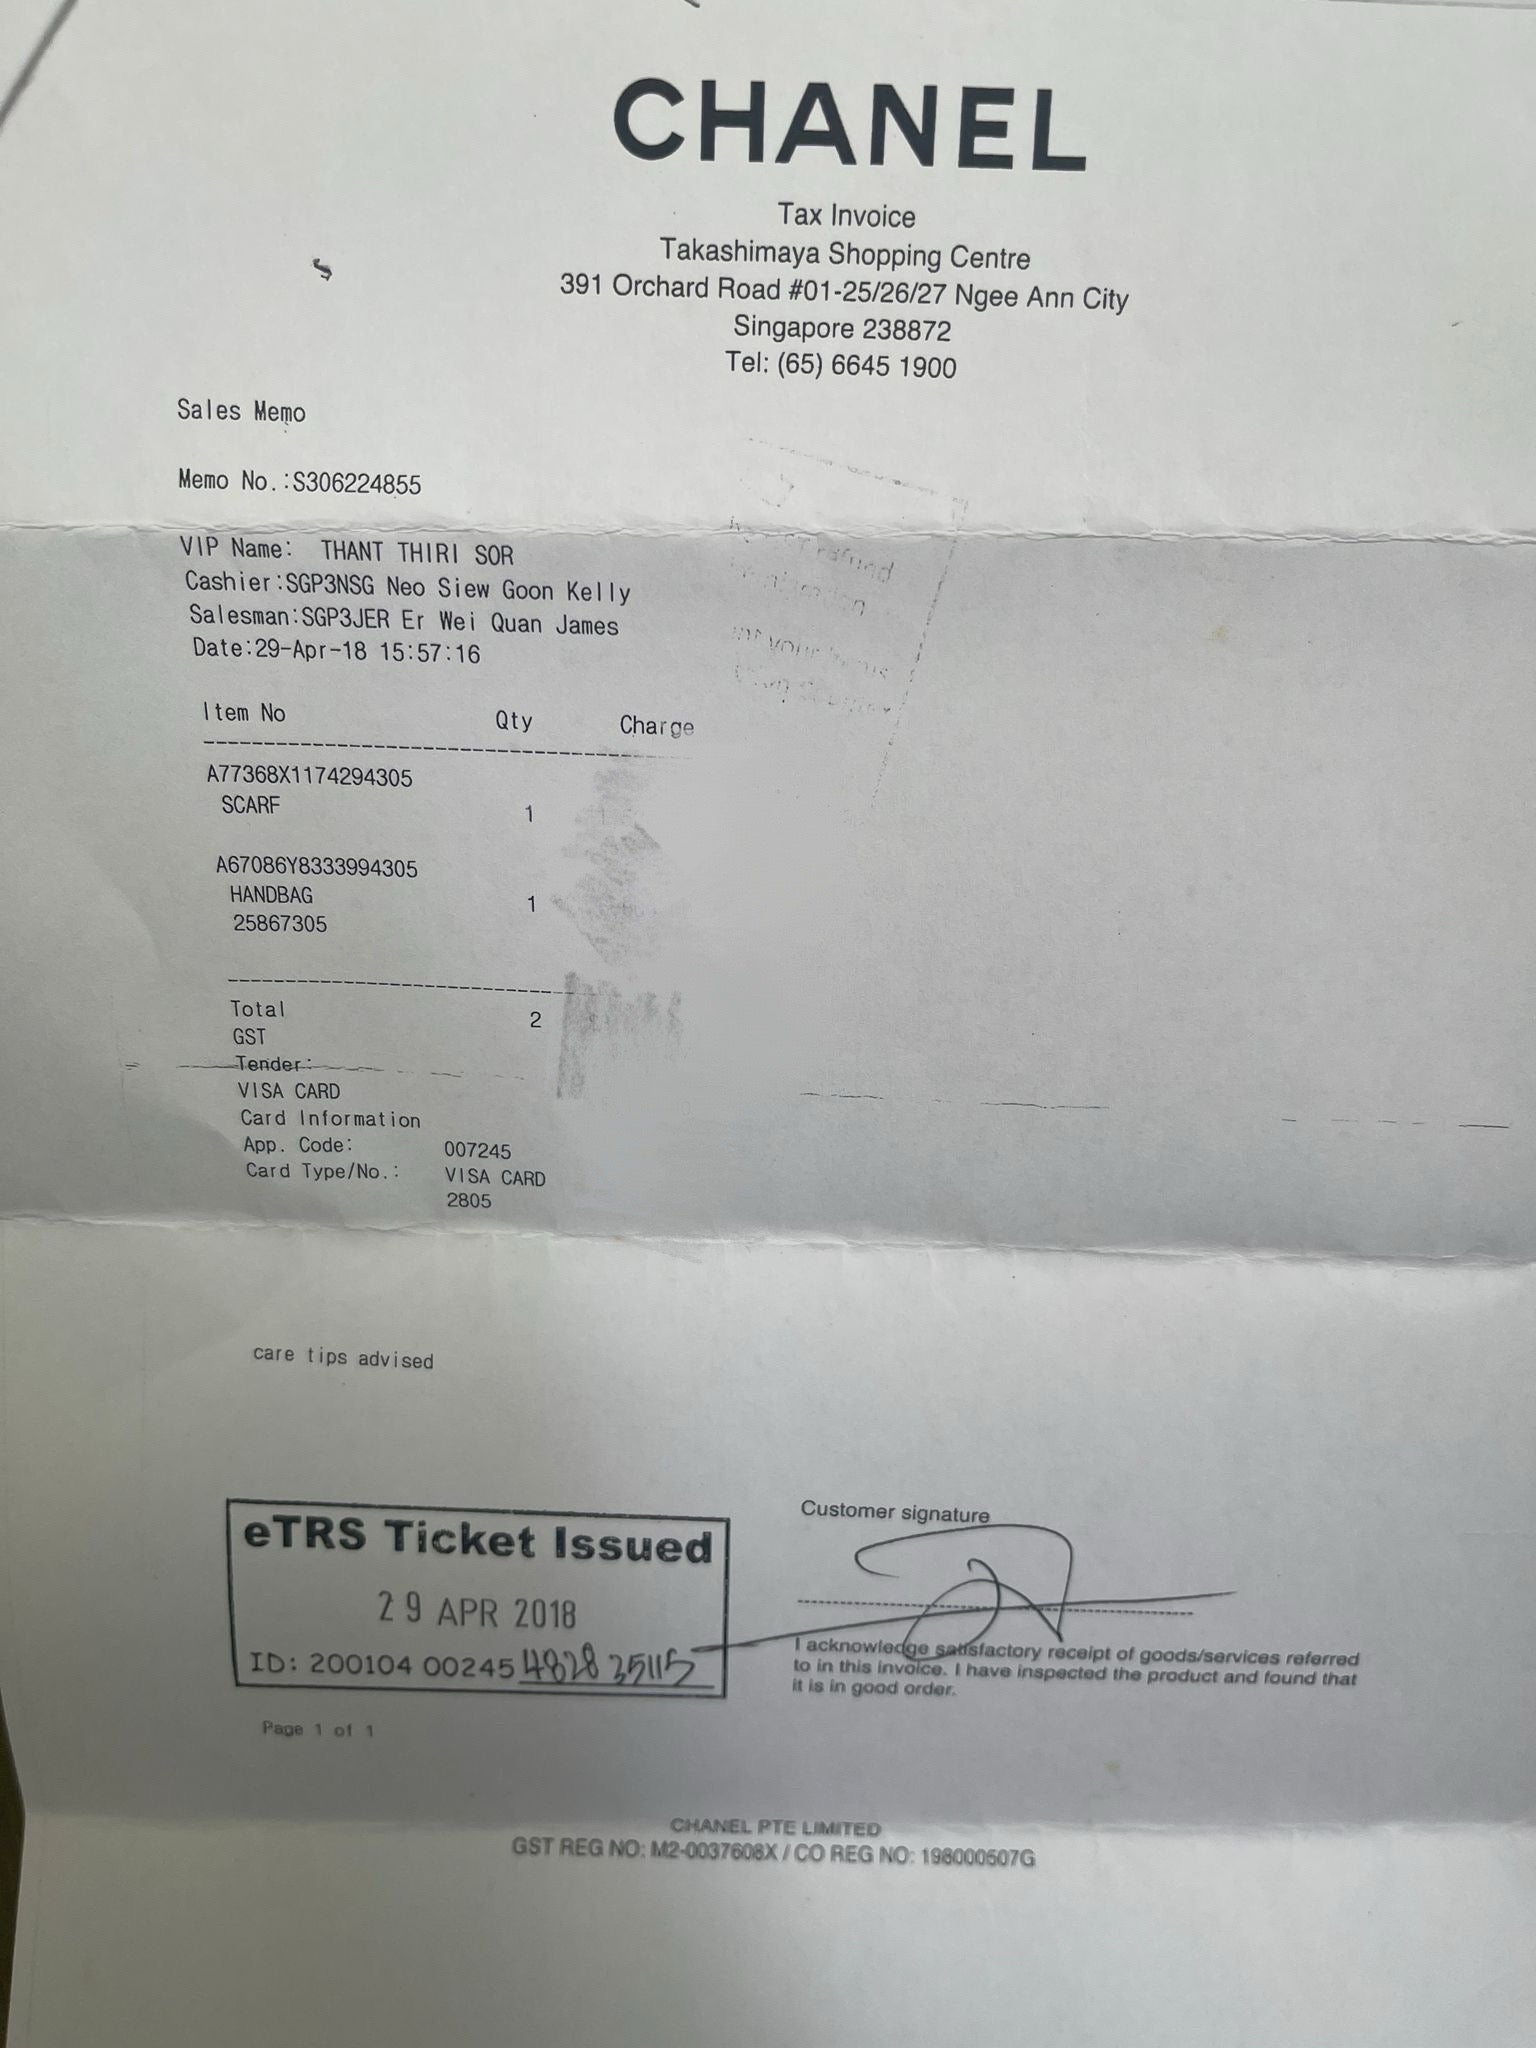 CHANEL
Tax Invoice
Takashimaya Shopping Centre
391 Orchard Road #01-25/26/27 Ngee Ann City
Singapore 238872
Tel: (65) 6645 1900
Sales Memo
Memo No.:S306224855
VIP Name: THANT THIRI SOR
Cashier:SGP3NSG Neo Siew Goon Kelly
Salesman:SGP3JER Er Wei Quan James
Date:29-Apr-18 15:57:16
Item No Qty Charge
A77368X1174294305
SCARF 1
A67086Y8333994305
HANDBAG 1
25867305
Total 2
GST
Tender:
VISA CARD
Card Information
App. Code: 007245
Card Type/No.: VISA CARD
2805
care tips advised
eTRS Ticket Issued
29 APR 2018
ID: 200104 00245 4828 35115
Customer signature
I acknowledge satisfactory receipt of goods/services referred
to in this invoice. I have inspected the product and found that
it is in good order.
Page 1 of 1
CHANEL PTE LIMITED
GST REG NO: M2-0037608X / CO REG NO: 198000507G